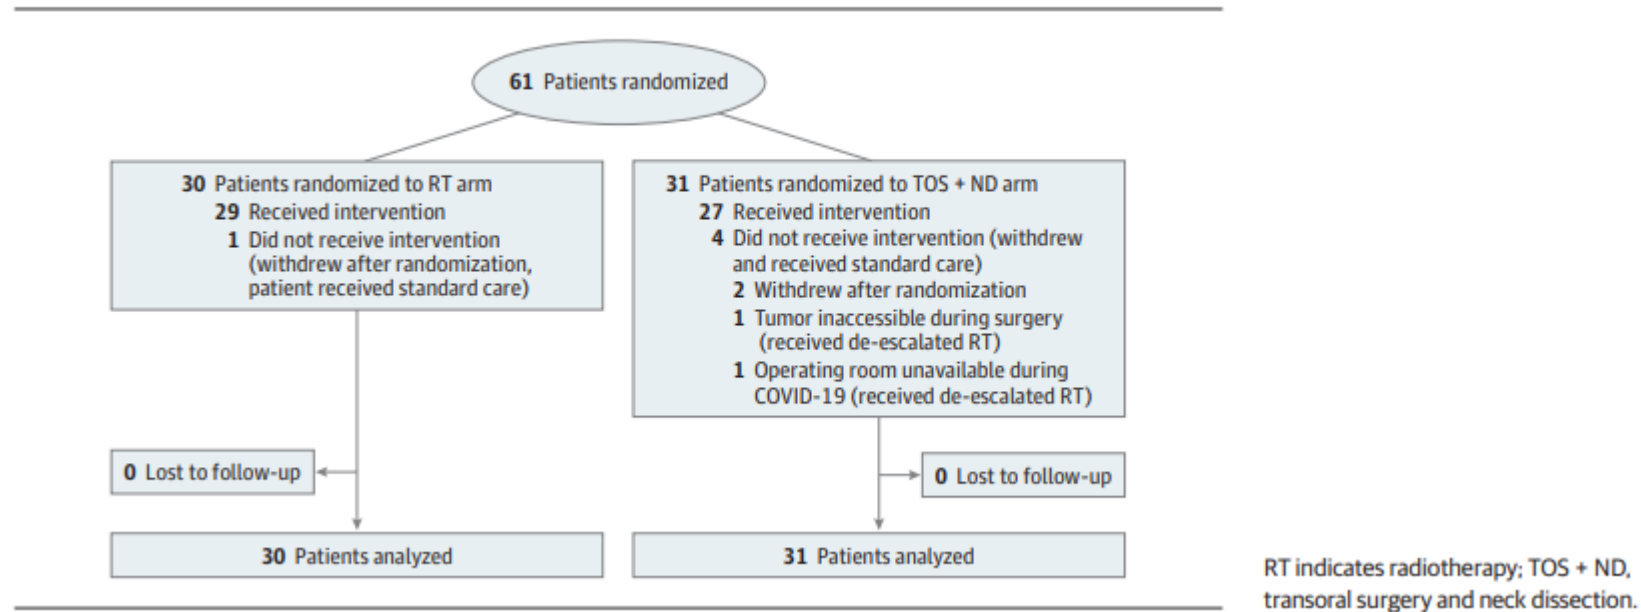 61 Patients randomized
30 Patients randomized to RT arm
29 Received intervention
1 Did not receive intervention
(withdrew after randomization,
patient received standard care)
31 Patients randomized to TOS + ND arm
27 Received intervention
4 Did not receive intervention (withdrew
and received standard care)
2 Withdrew after randomization
1 Tumor inaccessible during surgery
(received de-escalated RT)
1 Operating room unavailable during
COVID-19 (received de-escalated RT)
0 Lost to follow-up
0 Lost to follow-up
30 Patients analyzed
31 Patients analyzed
RT indicates radiotherapy; TOS + ND,
transoral surgery and neck dissection.